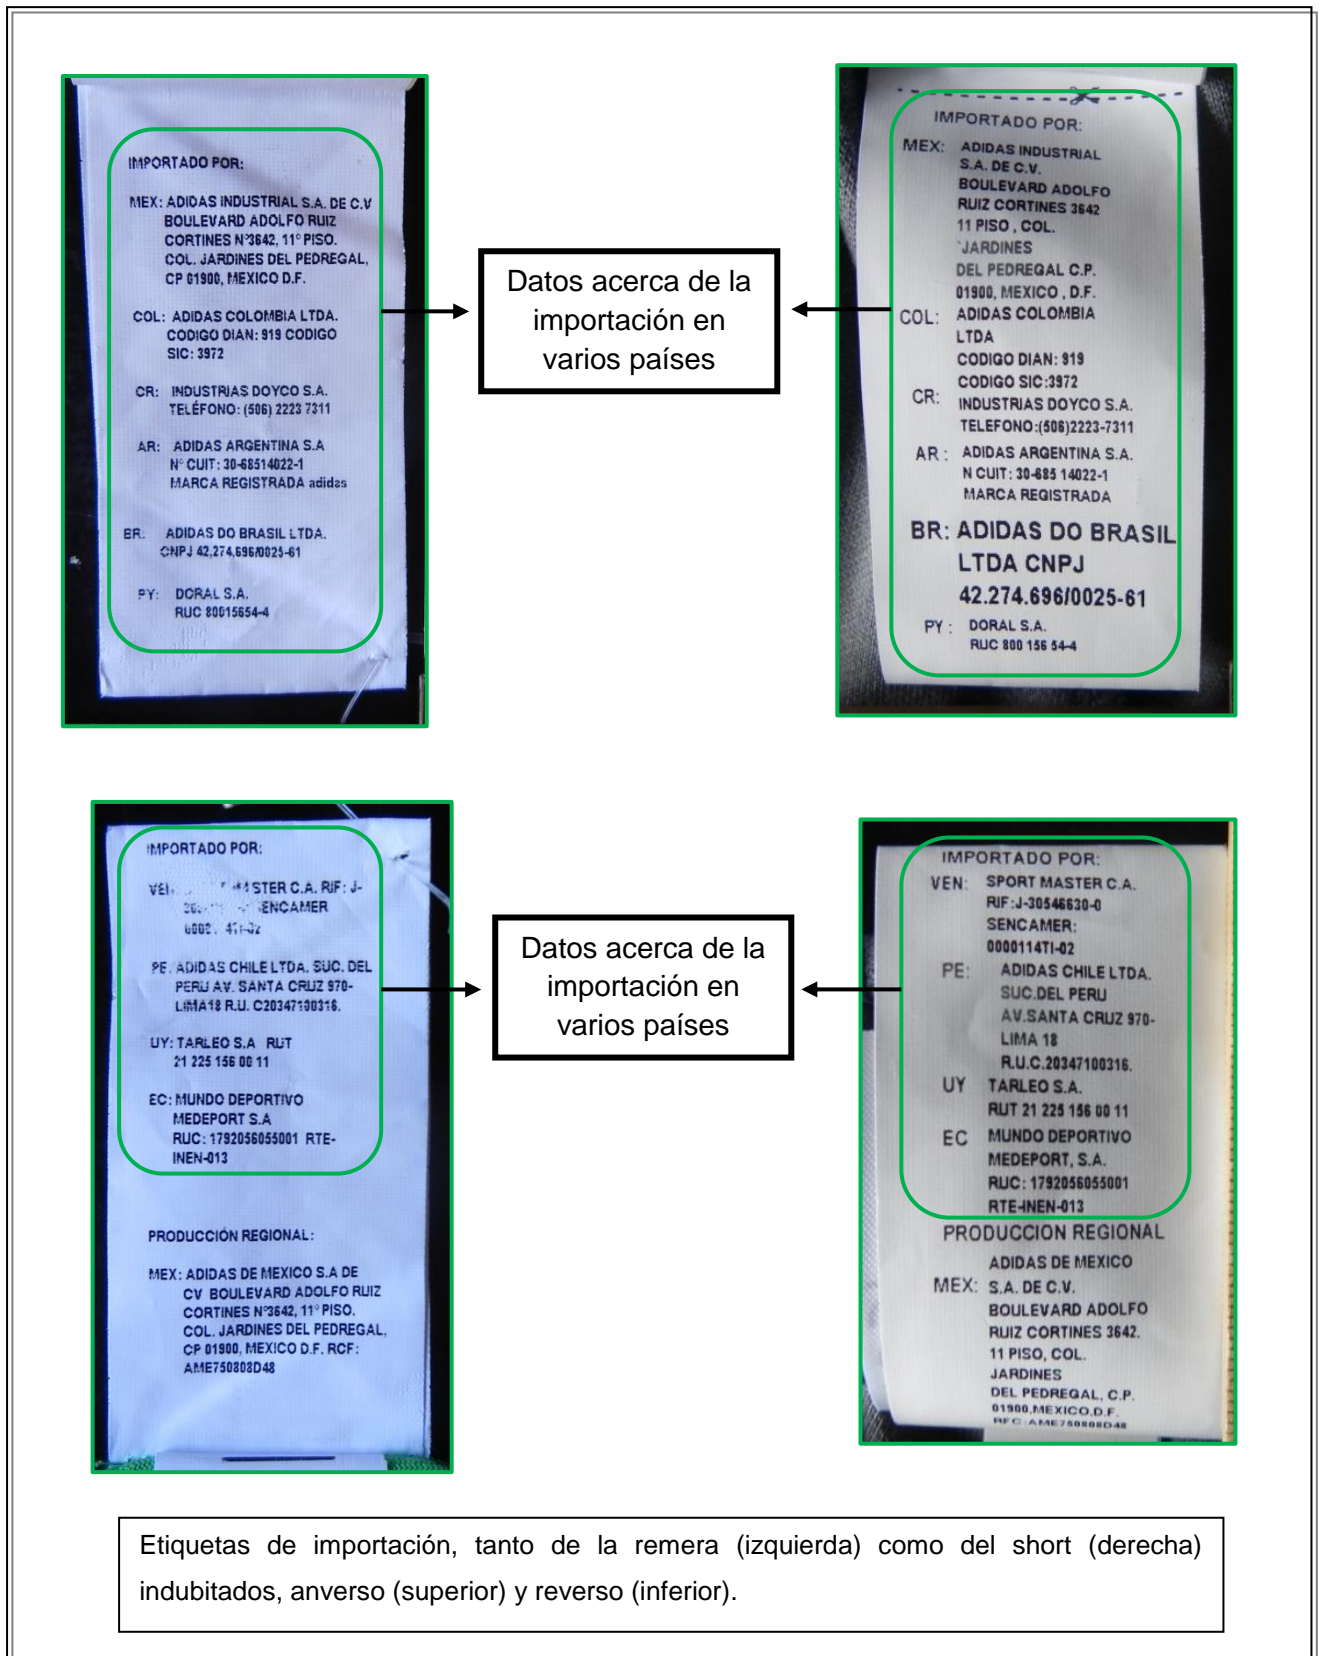 IMPORTADO POR:
MEX: ADIDAS INDUSTRIAL S.A. DE C.V
BOULEVARD ADOLFO RUIZ
CORTINES Nº3642, 11º PISO.
COL. JARDINES DEL PEDREGAL,
CP 01900, MEXICO D.F.
COL: ADIDAS COLOMBIA LTDA.
CODIGO DIAN: 919 CODIGO
SIC: 3972
CR: INDUSTRIAS DOYCO S.A.
TELÉFONO: (506) 2223 7311
AR: ADIDAS ARGENTINA S.A
Nº CUIT: 30-68514022-1
MARCA REGISTRADA adidas
BR: ADIDAS DO BRASIL LTDA.
CNPJ 42,274,696/0025-61
PY: DORAL S.A.
RUC 80015654-4
Datos acerca de la
importación en
varios países
IMPORTADO POR:
MEX: ADIDAS INDUSTRIAL
S.A. DE C.V.
BOULEVARD ADOLFO
RUIZ CORTINES 3642
11 PISO , COL.
JARDINES
DEL PEDREGAL C.P.
01900, MEXICO , D.F.
COL: ADIDAS COLOMBIA
LTDA
CODIGO DIAN: 919
CODIGO SIC:3972
CR: INDUSTRIAS DOYCO S.A.
TELEFONO:(506)2223-7311
AR : ADIDAS ARGENTINA S.A.
N CUIT: 30-685 14022-1
MARCA REGISTRADA
BR: ADIDAS DO BRASIL
LTDA CNPJ
42.274.696/0025-61
PY : DORAL S.A.
RUC 800 156 54-4
IMPORTADO POR:
STER C.A. RIF: J-
SENCAMER
PE: ADIDAS CHILE LTDA. SUC. DEL
PERU AV. SANTA CRUZ 970-
LIMA18 R.U. C20347100316.
UY: TARLEO S.A RUT
21 225 156 00 11
EC: MUNDO DEPORTIVO
MEDEPORT S.A
RUC: 1792056055001 RTE-
INEN-013
PRODUCCIÓN REGIONAL:
MEX: ADIDAS DE MEXICO S.A DE
CV BOULEVARD ADOLFO RUIZ
CORTINES Nº3642, 11º PISO.
COL. JARDINES DEL PEDREGAL,
CP 01900, MEXICO D.F. RCF:
AME750808D48
Datos acerca de la
importación en
varios países
IMPORTADO POR:
VEN: SPORT MASTER C.A.
RIF:J-30546630-0
SENCAMER:
0000114TI-02
PE: ADIDAS CHILE LTDA.
SUC.DEL PERU
AV.SANTA CRUZ 970-
LIMA 18
R.U.C.20347100316.
UY TARLEO S.A.
RUT 21 225 156 00 11
EC MUNDO DEPORTIVO
MEDEPORT, S.A.
RUC: 1792056055001
RTE-INEN-013
PRODUCCION REGIONAL
ADIDAS DE MEXICO
MEX: S.A. DE C.V.
BOULEVARD ADOLFO
RUIZ CORTINES 3642.
11 PISO, COL.
JARDINES
DEL PEDREGAL, C.P.
01900,MEXICO,D.F.
RFC:AME750808D48
Etiquetas de importación, tanto de la remera (izquierda) como del short (derecha)
indubitados, anverso (superior) y reverso (inferior).